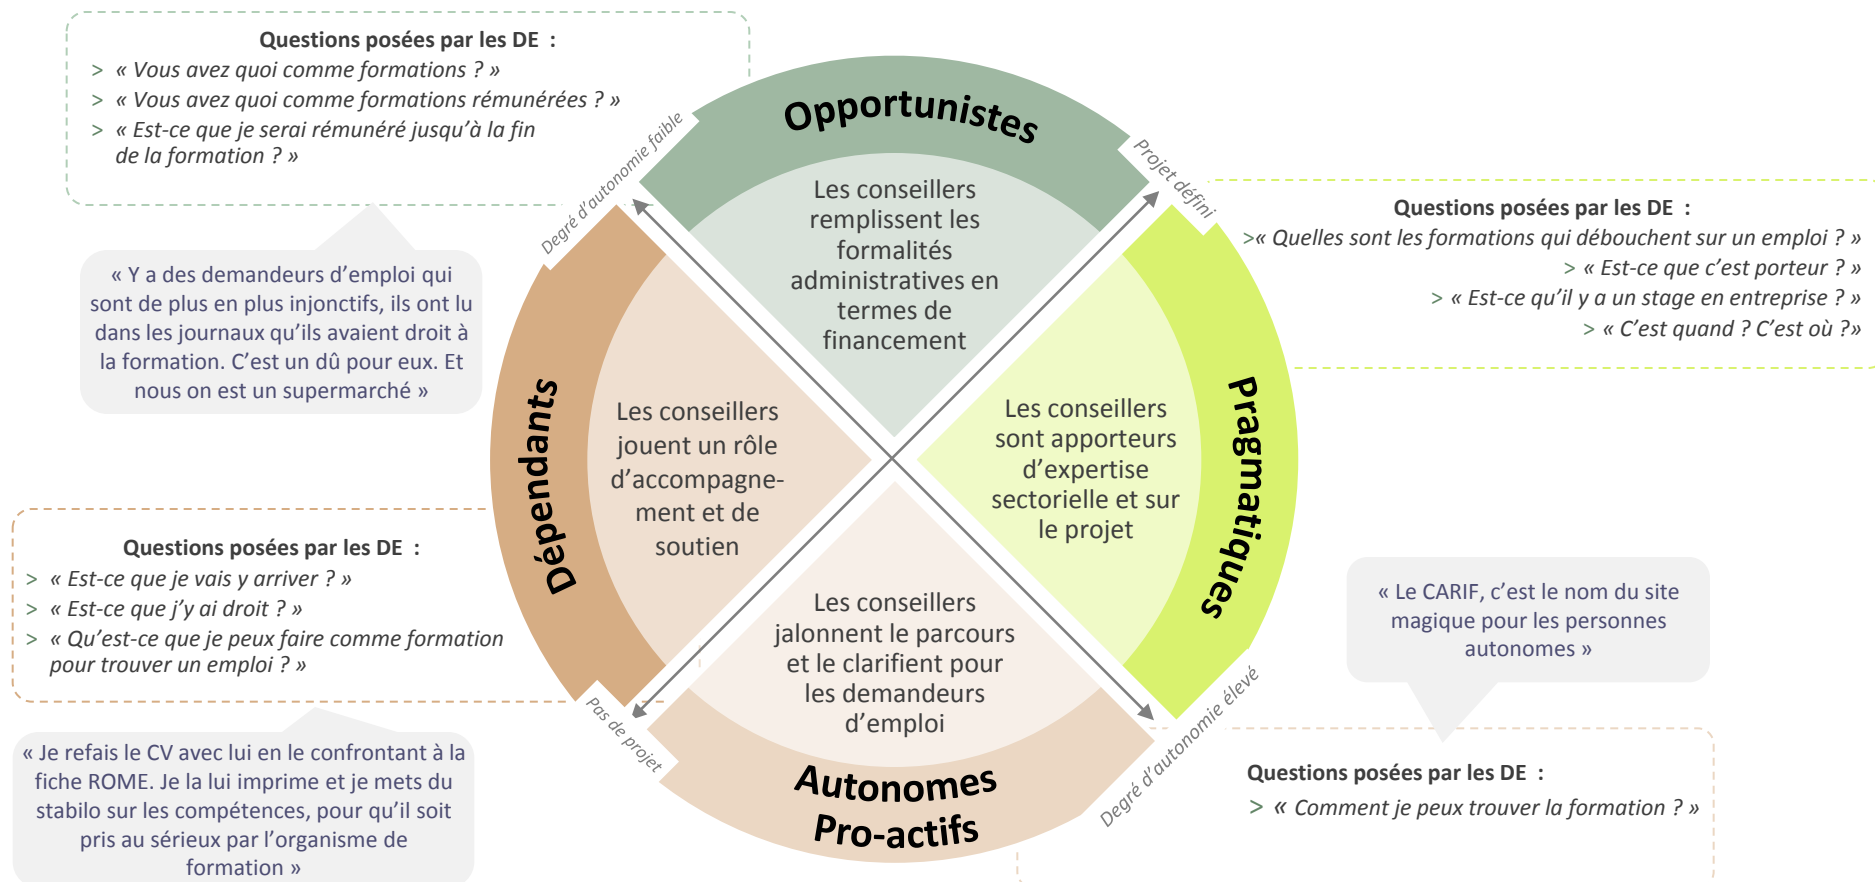 Questions posées par les DE :
> « Vous avez quoi comme formations ? »
> « Vous avez quoi comme formations rémunérées ? »
> « Est-ce que je serai rémunéré jusqu'à la fin
de la formation ? »
« Y a des demandeurs d'emploi qui
sont de plus en plus injonctifs, ils ont lu
dans les journaux qu'ils avaient droit à
la formation. C'est un dû pour eux. Et
nous on est un supermarché »
Questions posées par les DE :
> « Est-ce que je vais y arriver ? »
> « Est-ce que j'y ai droit ? »
> « Qu'est-ce que je peux faire comme formation
pour trouver un emploi ? »
« Je refais le CV avec lui en le confrontant à la
fiche ROME. Je la lui imprime et je mets du
stabilo sur les compétences, pour qu'il soit
pris au sérieux par l'organisme de
formation »
Degré d'autonomie faible
Opportunistes
Projet défini
Les conseillers
remplissent les
formalités
administratives en
termes de
financement
Dépendants
Les conseillers
jouent un rôle
d'accompagne-
ment et de
soutien
Les conseillers
sont apporteurs
d'expertise
sectorielle et sur
le projet
Pragmatiques
Les conseillers
jalonnent le parcours
et le clarifient pour
les demandeurs
d'emploi
Pas de projet
Autonomes
Pro-actifs
Degré d'autonomie élevé
Questions posées par les DE :
>« Quelles sont les formations qui débouchent sur un emploi ? »
> « Est-ce que c'est porteur ? »
> « Est-ce qu'il y a un stage en entreprise ? »
> « C'est quand ? C'est où ?»
« Le CARIF, c'est le nom du site
magique pour les personnes
autonomes »
Questions posées par les DE :
> « Comment je peux trouver la formation ? »